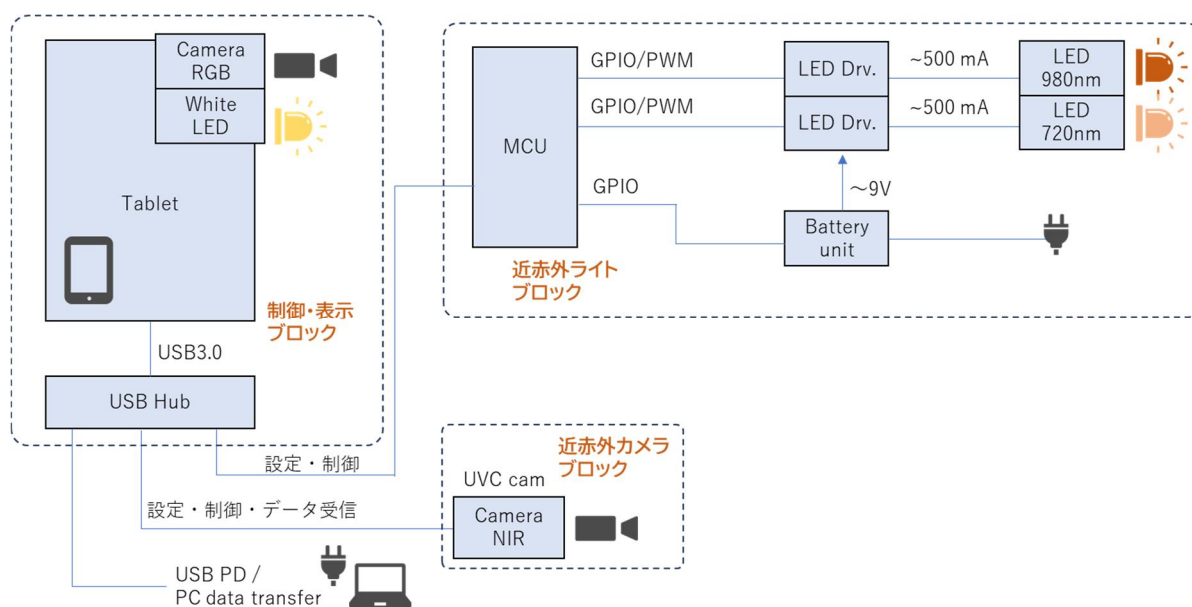 Camera
RGB
White
LED
Tablet
制御・表示
ブロック
USB3.0
USB Hub
GPIO/PWM
LED Drv.
~500 mA
LED
980nm
GPIO/PWM
LED Drv.
~500 mA
LED
720nm
MCU
GPIO
～9V
Battery
unit
近赤外ライト
ブロック
設定・制御
近赤外カメラ
ブロック
UVC cam
設定・制御・データ受信
Camera
NIR
USB PD /
PC data transfer